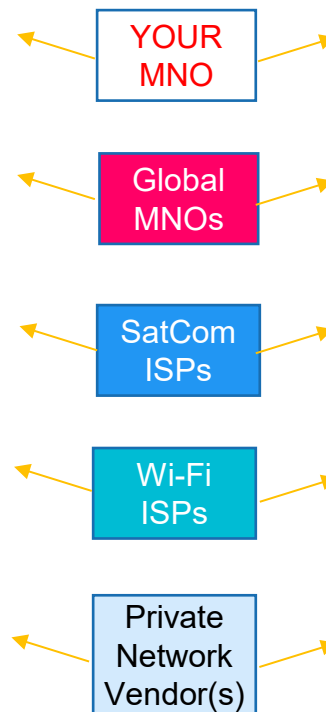 YOUR
MNO
Global
MNOs
SatCom
ISPs
Wi-Fi
ISPs
Private
Network
Vendor(s)